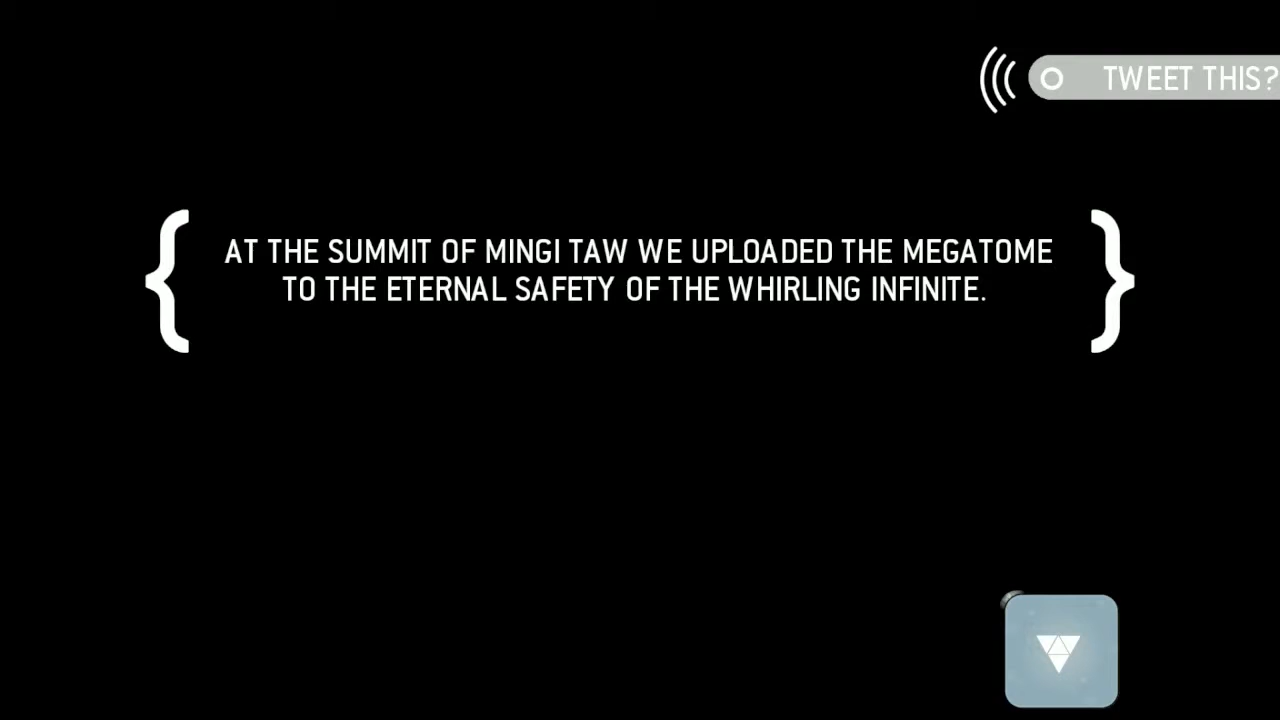 TWEET THIS?
AT THE SUMMIT OF MINGI TAW WE UPLOADED THE MEGATOME
TO THE ETERNAL SAFETY OF THE WHIRLING INFINITE.